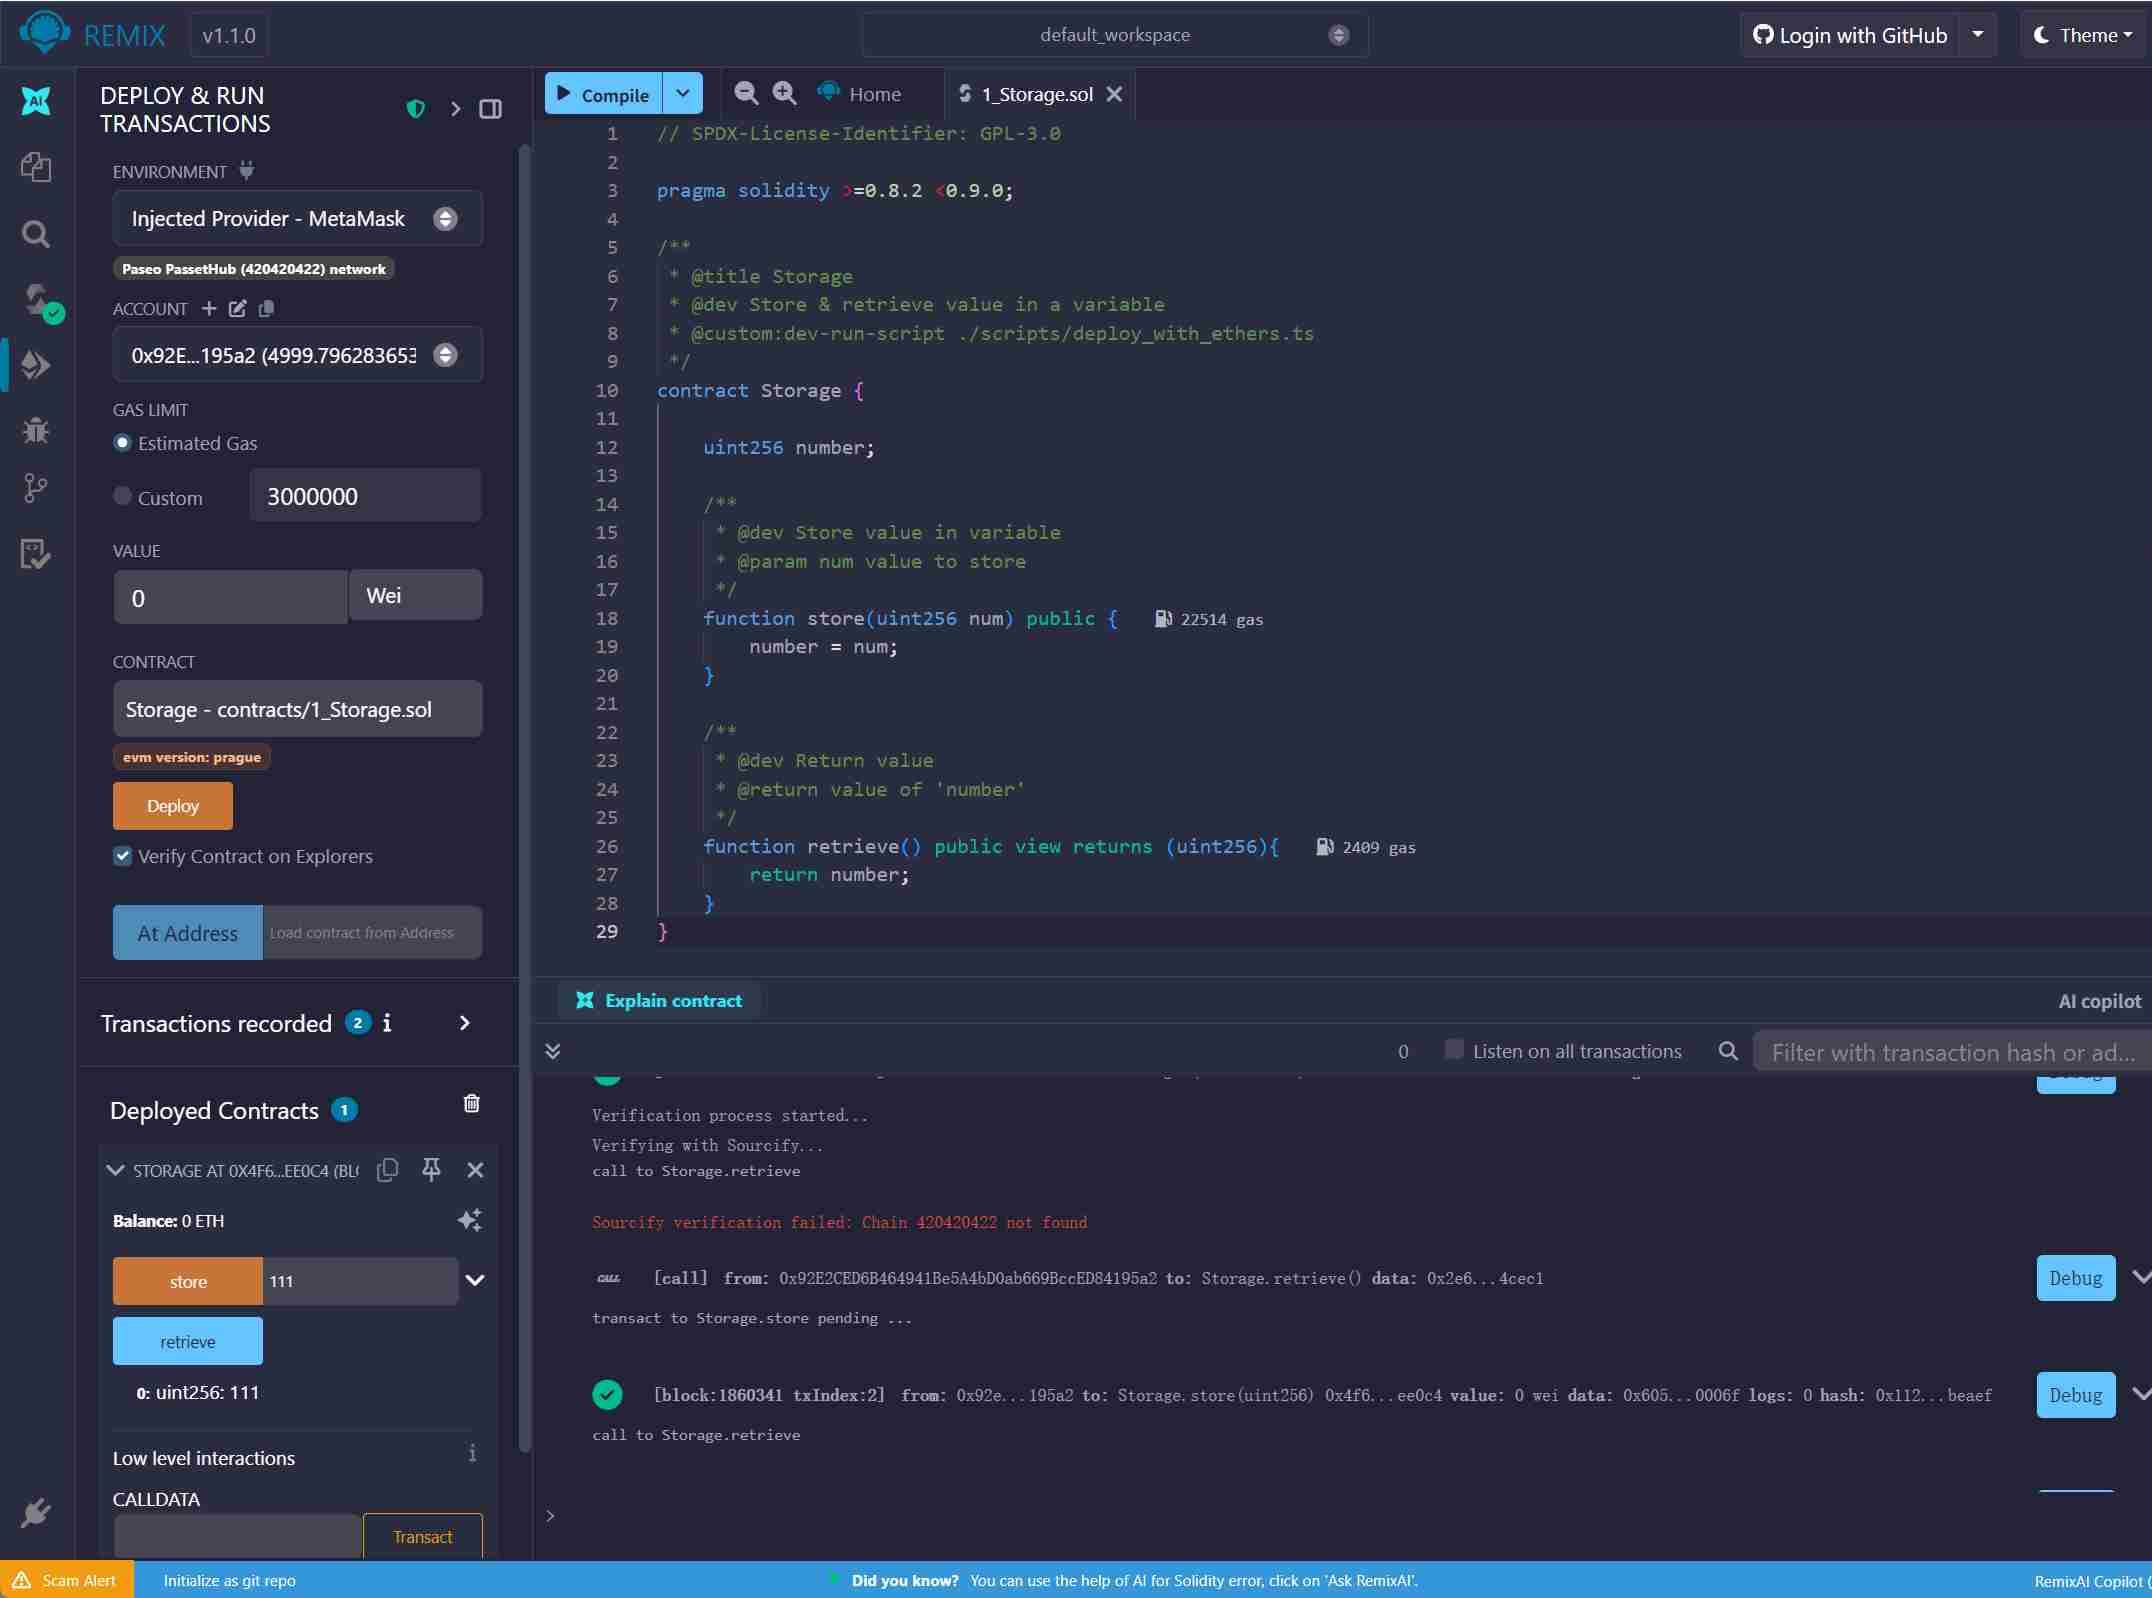 REMIX
v1.1.0
default_workspace
Login with GitHub
Theme
AI
DEPLOY & RUN
TRANSACTIONS
ENVIRONMENT
Injected Provider - MetaMask
Paseo PassetHub (420420422) network
ACCOUNT
0x92E...195a2 (4999.796283653
GAS LIMIT
Estimated Gas
Custom
3000000
VALUE
0
Wei
CONTRACT
Storage - contracts/1_Storage.sol
evm version: prague
Deploy
Verify Contract on Explorers
At Address
Load contract from Address
Transactions recorded 2 i
Deployed Contracts 1
STORAGE AT 0X4F6...EE0C4 (BL
Balance: 0 ETH
store
111
retrieve
0: uint256: 111
Low level interactions
i
CALLDATA
Transact
Compile
Home
1_Storage.sol
1 // SPDX-License-Identifier: GPL-3.0
2
3 pragma solidity >=0.8.2 <0.9.0;
4
5 /**
6 * @title Storage
7 * @dev Store & retrieve value in a variable
8 * @custom:dev-run-script ./scripts/deploy_with_ethers.ts
9 */
10 contract Storage {
11
12 uint256 number;
13
14 /**
15 * @dev Store value in variable
16 * @param num value to store
17 */
18 function store(uint256 num) public { 22514 gas
19 number = num;
20 }
21
22 /**
23 * @dev Return value
24 * @return value of 'number'
25 */
26 function retrieve() public view returns (uint256){ 2409 gas
27 return number;
28 }
29 }
Explain contract
AI copilot
0
Listen on all transactions
Filter with transaction hash or ad...
Verification process started...
Verifying with Sourcify...
call to Storage.retrieve
Sourcify verification failed: Chain 420420422 not found
CALL [call] from: 0x92E2CED6B464941Be5A4bD0ab669BccED84195a2 to: Storage.retrieve() data: 0x2e6...4cec1
Debug
transact to Storage.store pending ...
[block:1860341 txIndex:2] from: 0x92e...195a2 to: Storage.store(uint256) 0x4f6...ee0c4 value: 0 wei data: 0x605...0006f logs: 0 hash: 0x112...beaef
Debug
call to Storage.retrieve
>
Scam Alert
Initialize as git repo
Did you know? You can use the help of AI for Solidity error, click on 'Ask RemixAI'.
RemixAI Copilot (